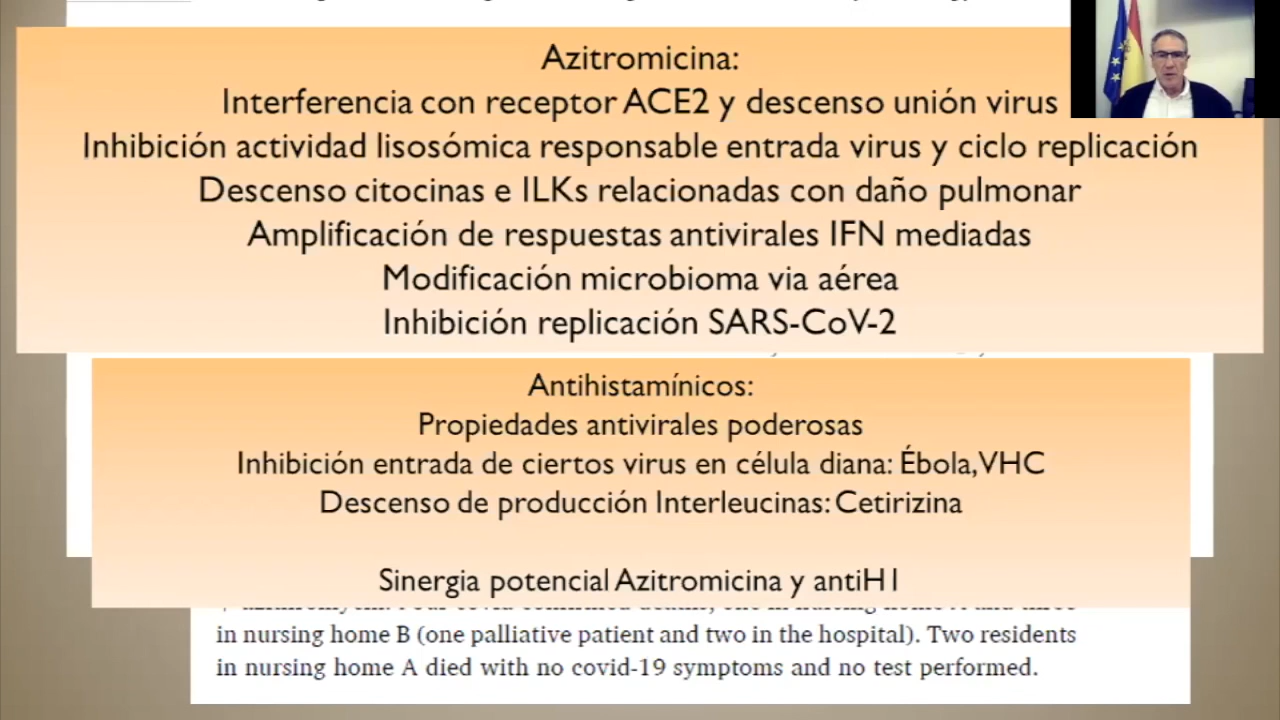 Azitromicina:
Interferencia con receptor ACE2 y descenso unión virus
Inhibición actividad lisosómica responsable entrada virus y ciclo replicación
Descenso citocinas e ILKs relacionadas con daño pulmonar
Amplificación de respuestas antivirales IFN mediadas
Modificación microbioma via aérea
Inhibición replicación SARS-CoV-2
Antihistamínicos:
Propiedades antivirales poderosas
Inhibición entrada de ciertos virus en célula diana: Ébola, VHC
Descenso de producción Interleucinas: Cetirizina
Sinergia potencial Azitromicina y antiH1
in nursing home B (one palliative patient and two in the hospital). Two residents
in nursing home A died with no covid-19 symptoms and no test performed.